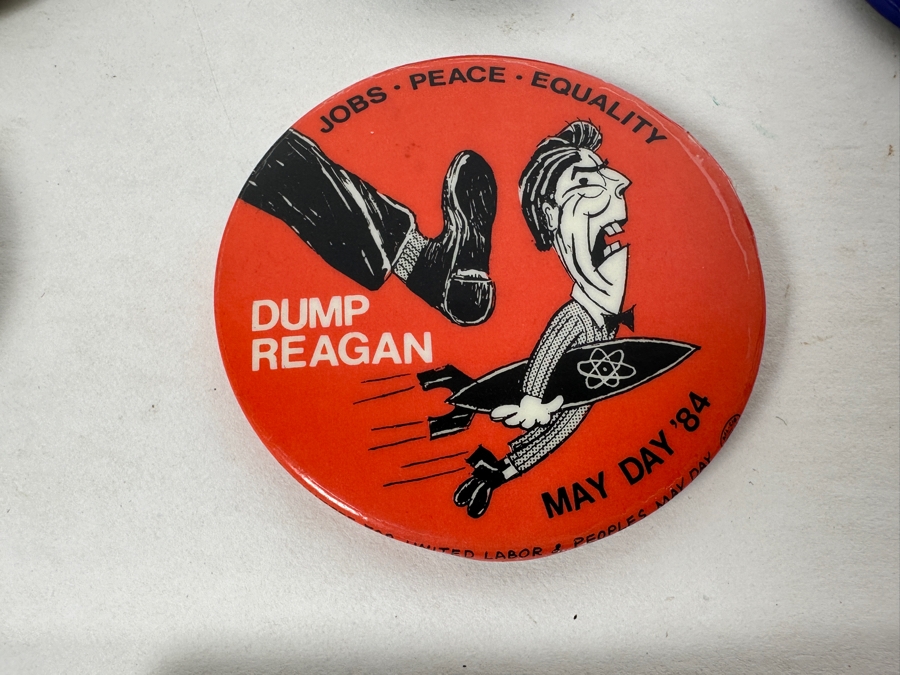 JOBS · PEACE · EQUALITY
DUMP
REAGAN
MAY DAY '84
UNITED LABOR & PEOPLES MAY DAY